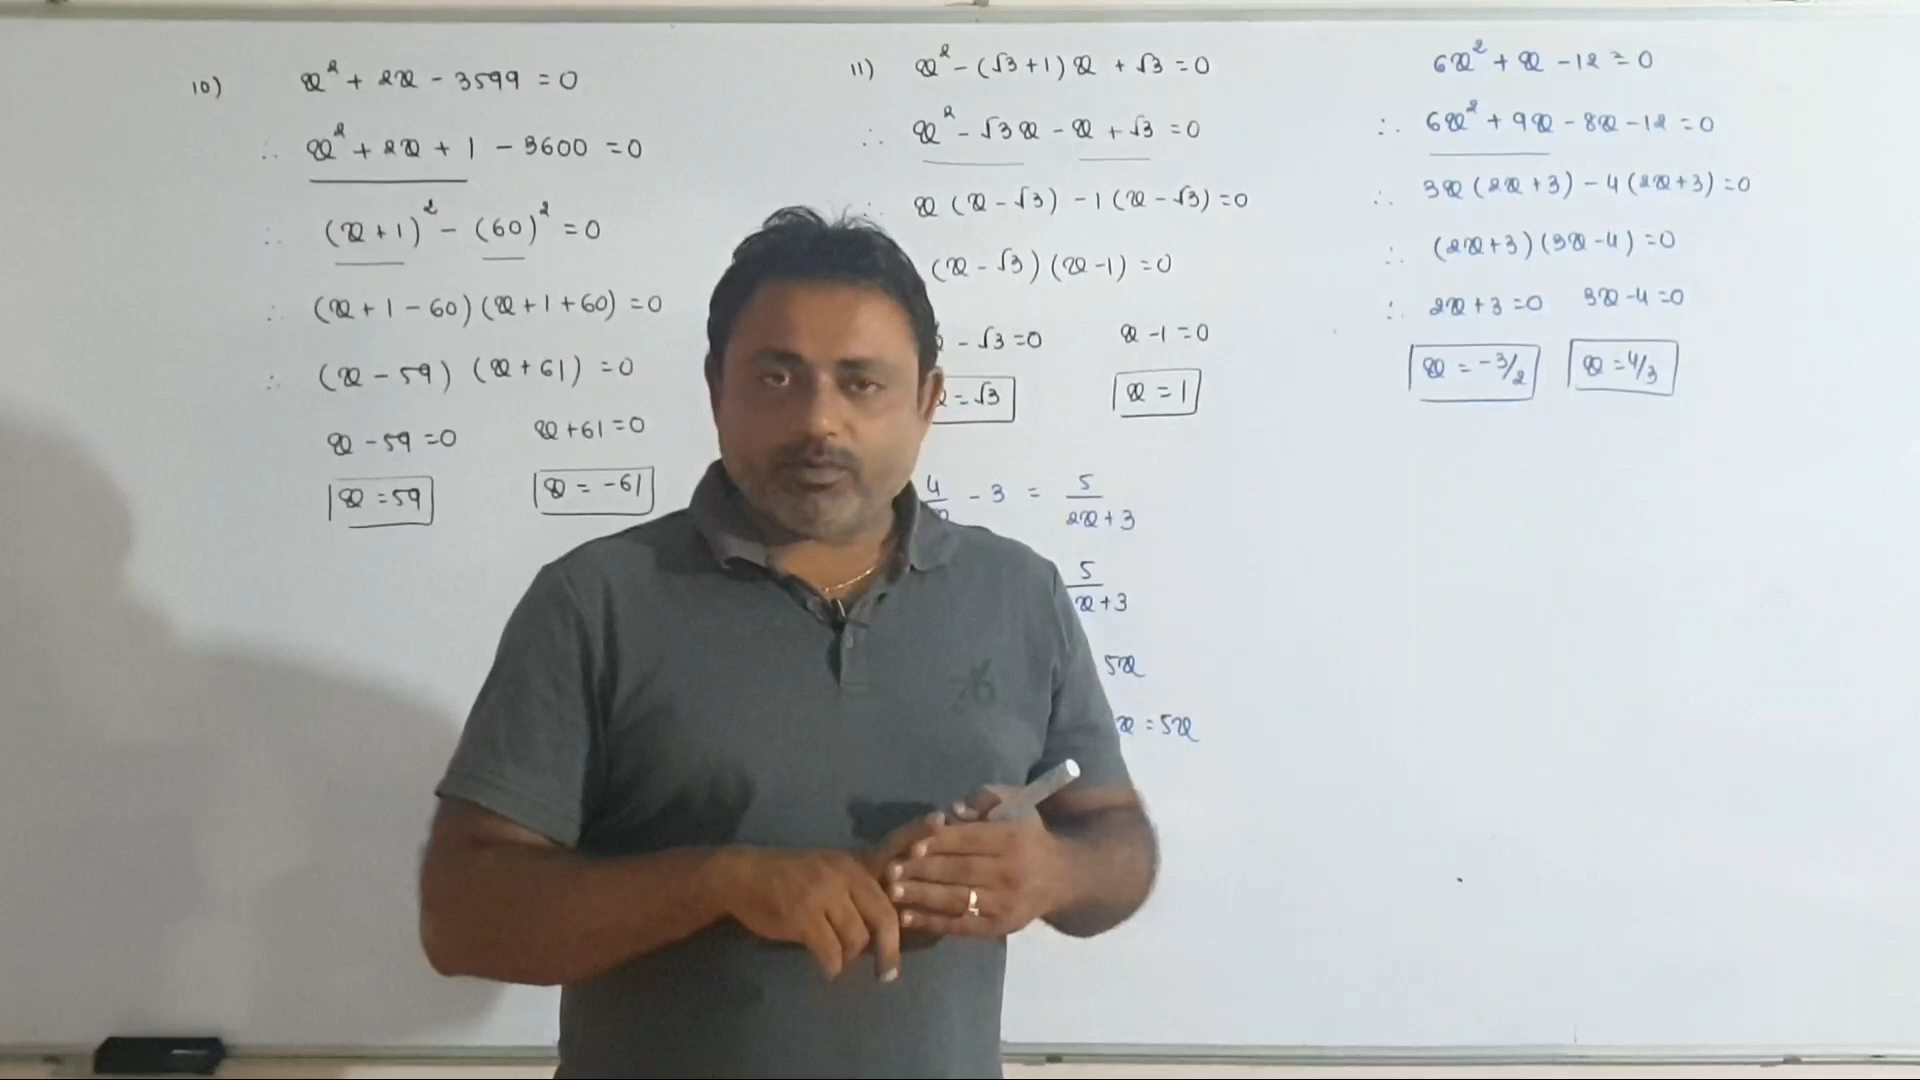 10) x² + 2x - 3599 = 0
∴ x² + 2x + 1 - 3600 = 0
∴ (x + 1)² - (60)² = 0
∴ (x + 1 - 60) (x + 1 + 60) = 0
∴ (x - 59) (x + 61) = 0
x - 59 = 0 x + 61 = 0
x = 59 x = -61
11) x² - (√3 + 1) x + √3 = 0
∴ x² - √3 x - x + √3 = 0
∴ x (x - √3) - 1 (x - √3) = 0
(x - √3) (x - 1) = 0
- √3 = 0 x - 1 = 0
= √3 x = 1
4/x - 3 = 5/(2x + 3)
5/x + 3
5x
x = 5x
6x² + x - 12 = 0
∴ 6x² + 9x - 8x - 12 = 0
∴ 3x (2x + 3) - 4 (2x + 3) = 0
∴ (2x + 3) (3x - 4) = 0
∴ 2x + 3 = 0 3x - 4 = 0
x = -3/2 x = 4/3